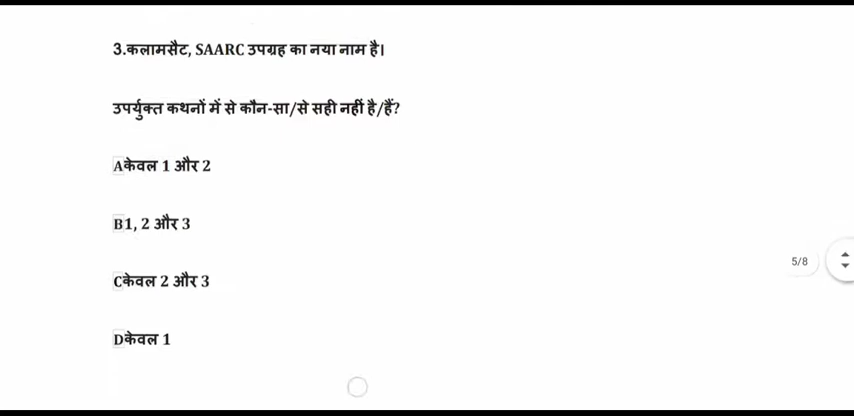 3.कलामसैट, SAARC उपग्रह का नया नाम है।
उपर्युक्त कथनों में से कौन-सा/से सही नहीं है/हैं?
Aकेवल 1 और 2
B1, 2 और 3
5/8
Cकेवल 2 और 3
Dकेवल 1